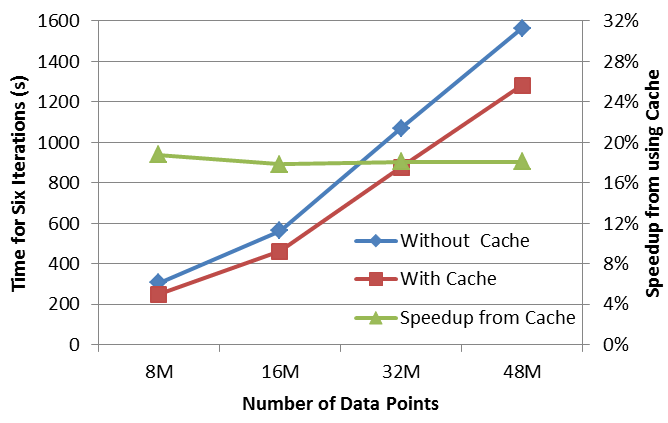 Time for Six Iterations (s)
1600
1400
1200
1000
800
600
400
200
0
32%
28%
24%
20%
16%
12%
8%
4%
0%
Speedup from using Cache
Without Cache
With Cache
Speedup from Cache
8M
16M
32M
48M
Number of Data Points